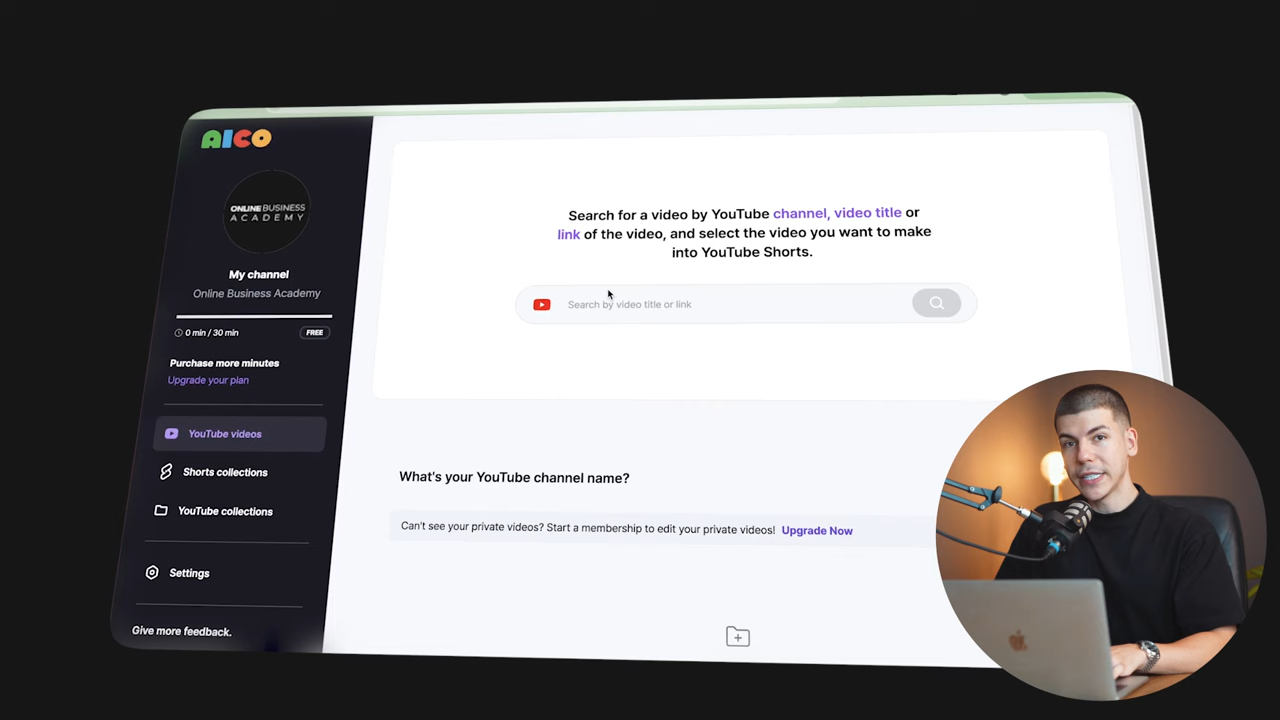 AICO
ONLINE BUSINESS
ACADEMY
My channel
Online Business Academy
0 min / 30 min
FREE
Purchase more minutes
Upgrade your plan
YouTube videos
Shorts collections
YouTube collections
Settings
Give more feedback.
Search for a video by YouTube channel, video title or
link of the video, and select the video you want to make
into YouTube Shorts.
Search by video title or link
What's your YouTube channel name?
Can't see your private videos? Start a membership to edit your private videos! Upgrade Now